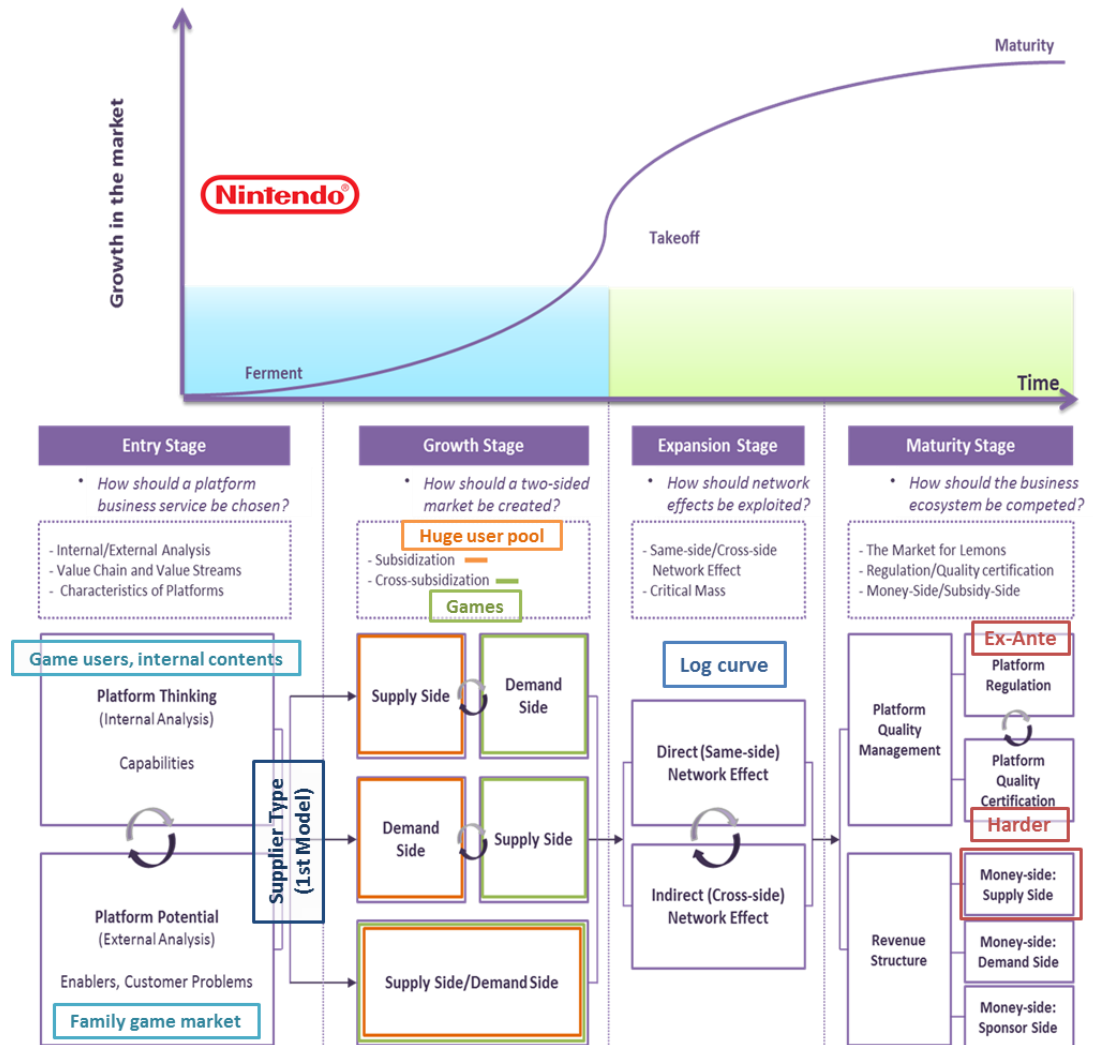 Maturity
Growth in the market
Nintendo®
Takeoff
Ferment
Time
Entry Stage
• How should a platform
business service be chosen?
- Internal/External Analysis
- Value Chain and Value Streams
- Characteristics of Platforms
Growth Stage
• How should a two-sided
market be created?
Huge user pool
- Subsidization
- Cross-subsidization
Games
Expansion Stage
• How should network
effects be exploited?
- Same-side/Cross-side
Network Effect
- Critical Mass
Maturity Stage
• How should the business
ecosystem be competed?
- The Market for Lemons
- Regulation/Quality certification
- Money-Side/Subsidy-Side
Game users, internal contents
Platform Thinking
(Internal Analysis)
Capabilities
Platform Potential
(External Analysis)
Enablers, Customer Problems
Family game market
Supplier Type
(1st Model)
Supply Side
Demand
Side
Demand
Side
Supply Side
Supply Side/Demand Side
Log curve
Direct (Same-side)
Network Effect
Indirect (Cross-side)
Network Effect
Platform
Quality
Management
Ex-Ante
Platform
Regulation
Platform
Quality
Certification
Harder
Revenue
Structure
Money-side:
Supply Side
Money-side:
Demand Side
Money-side:
Sponsor Side